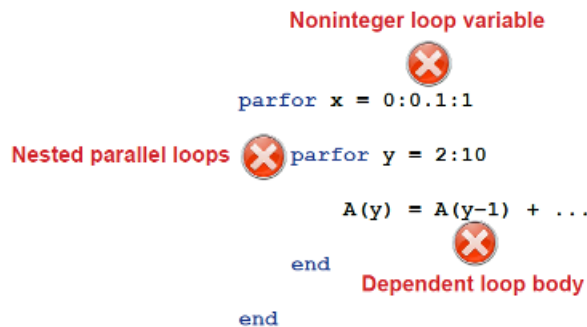 Noninteger loop variable
parfor x = 0:0.1:1
Nested parallel loops parfor y = 2:10
A(y) = A(y-1) + ...
end
Dependent loop body
end